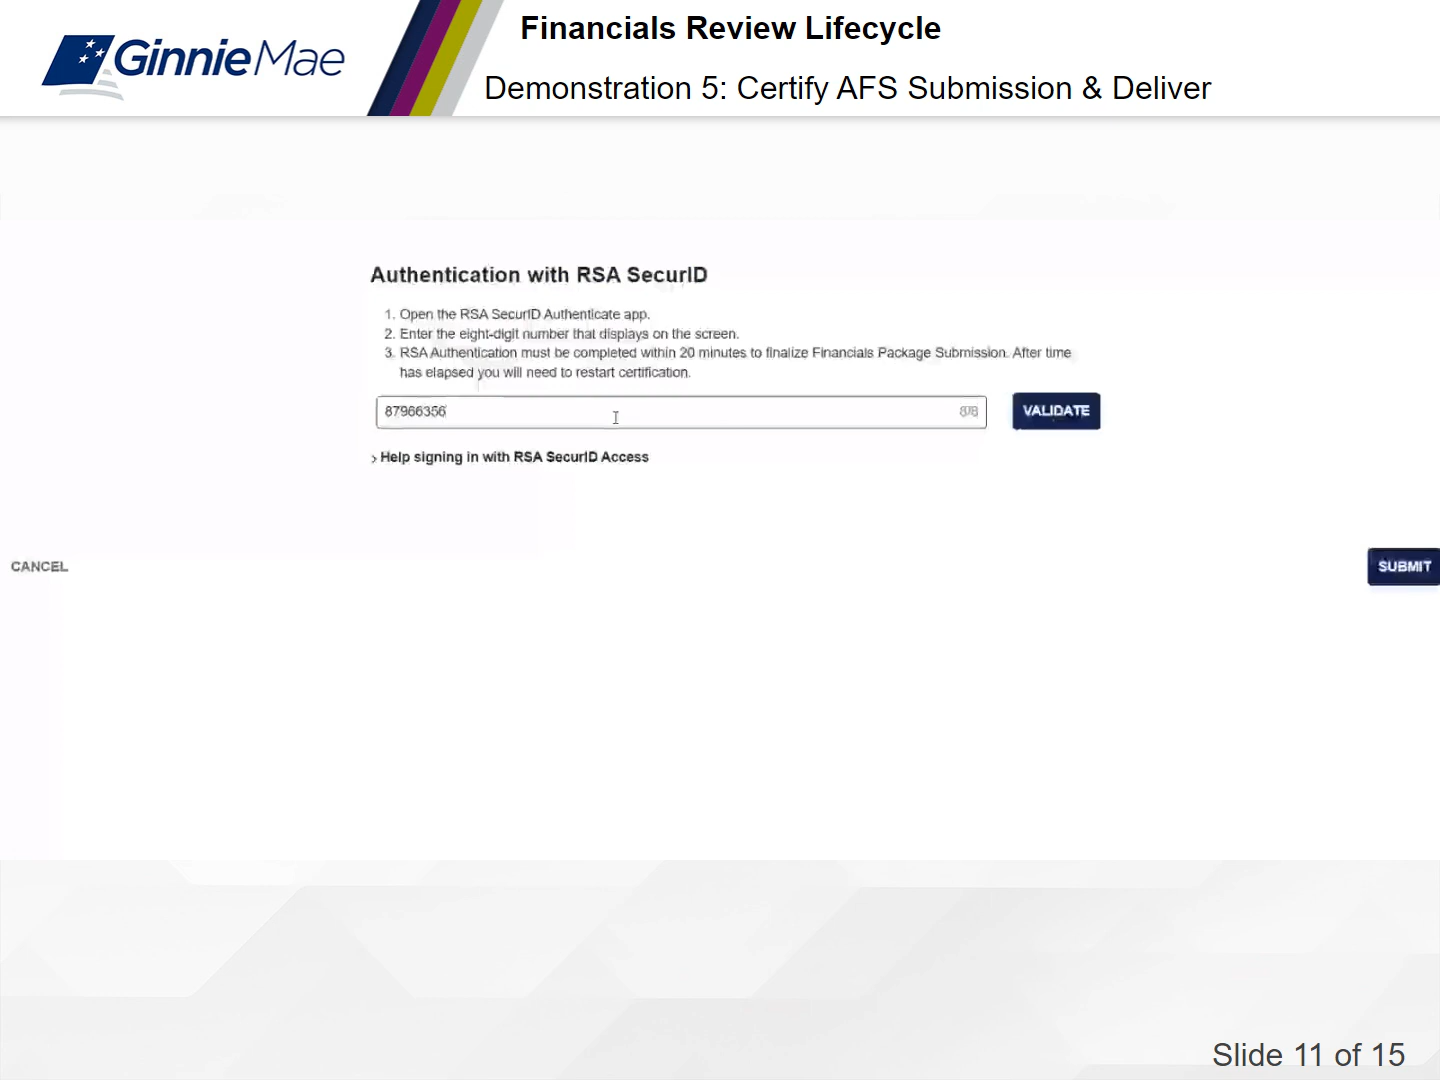 GinnieMae
Financials Review Lifecycle
Demonstration 5: Certify AFS Submission & Deliver
Authentication with RSA SecurID
1. Open the RSA SecurID Authenticate app.
2. Enter the eight-digit number that displays on the screen.
3. RSA Authentication must be completed within 20 minutes to finalize Financials Package Submission. After time
has elapsed you will need to restart certification.
87966356
VALIDATE
› Help signing in with RSA SecurID Access
CANCEL
SUBMIT
Slide 11 of 15